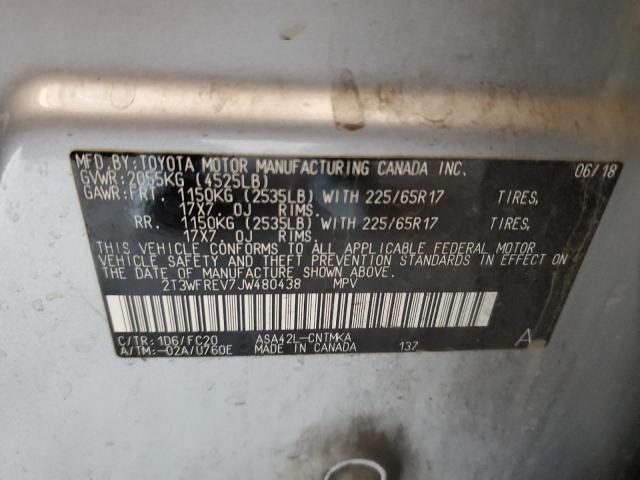 MFD. BY: TOYOTA MOTOR MANUFACTURING CANADA INC. 06/18
GVWR: 2055KG (4525LB)
GAWR: FRT. 1150KG (2535LB) WITH 225/65R17 TIRES,
17X7.0J RIMS.
RR. 1150KG (2535LB) WITH 225/65R17 TIRES,
17X7.0J RIMS.
THIS VEHICLE CONFORMS TO ALL APPLICABLE FEDERAL MOTOR
VEHICLE SAFETY AND THEFT PREVENTION STANDARDS IN EFFECT ON
THE DATE OF MANUFACTURE SHOWN ABOVE.
2T3WFREV7JW480438 MPV
C/TR: 1D6/FC20 ASA42L-CNTMKA
A/TM: -02A/U760E MADE IN CANADA 137 A